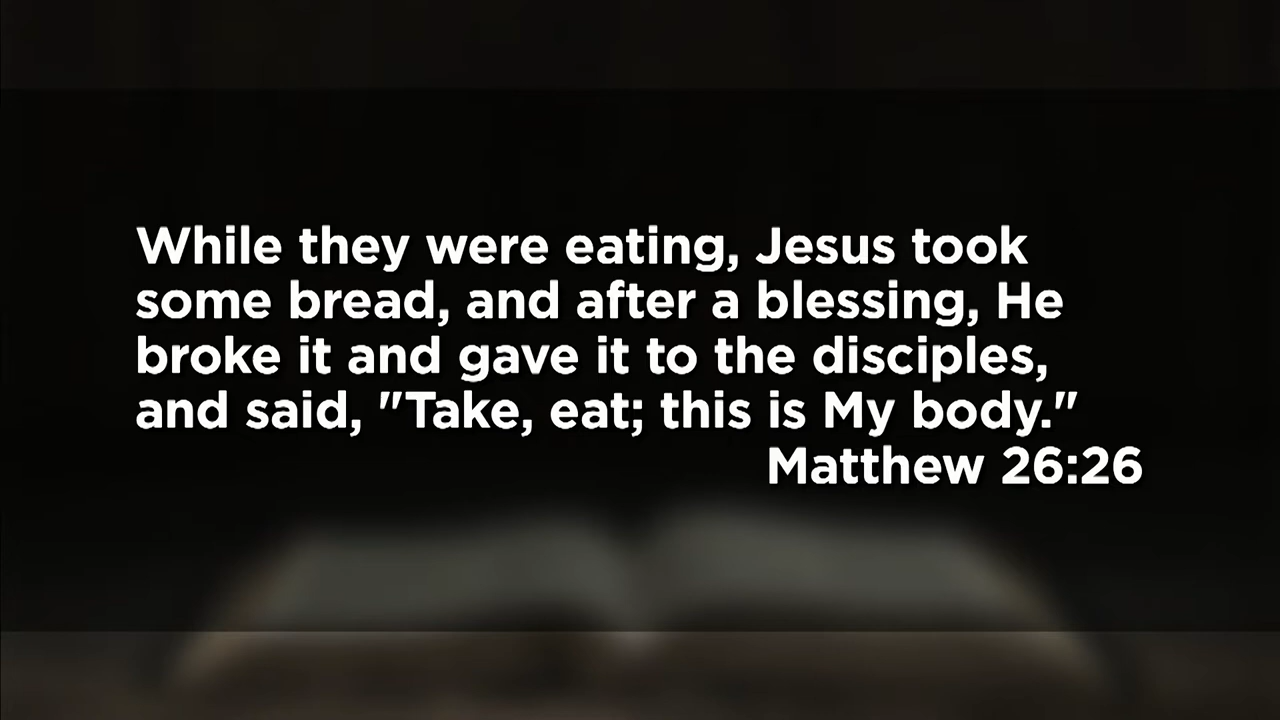 While they were eating, Jesus took
some bread, and after a blessing, He
broke it and gave it to the disciples,
and said, "Take, eat; this is My body."
Matthew 26:26